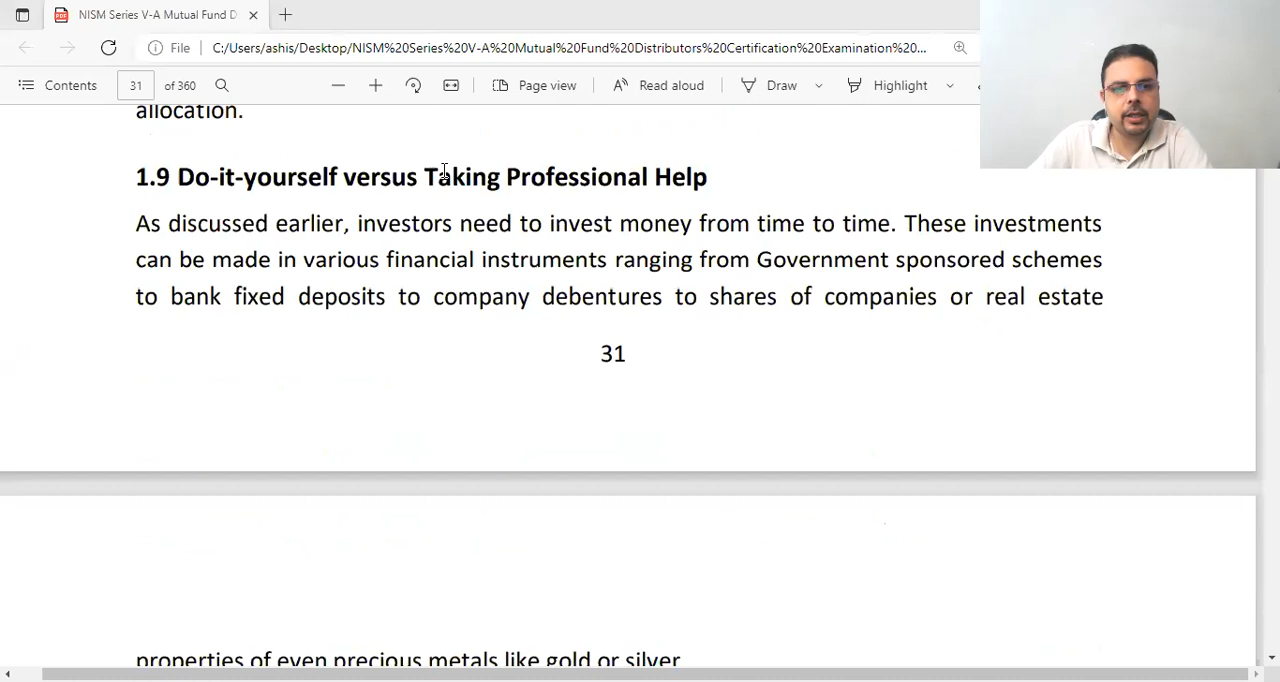 NISM Series V-A Mutual Fund D
File
C:/Users/ashis/Desktop/NISM%20Series%20V-A%20Mutual%20Fund%20Distributors%20Certification%20Examination%20...
Contents 31 of 360 Page view Read aloud Draw Highlight
allocation.
1.9 Do-it-yourself versus Taking Professional Help
As discussed earlier, investors need to invest money from time to time. These investments
can be made in various financial instruments ranging from Government sponsored schemes
to bank fixed deposits to company debentures to shares of companies or real estate
31
properties of even precious metals like gold or silver